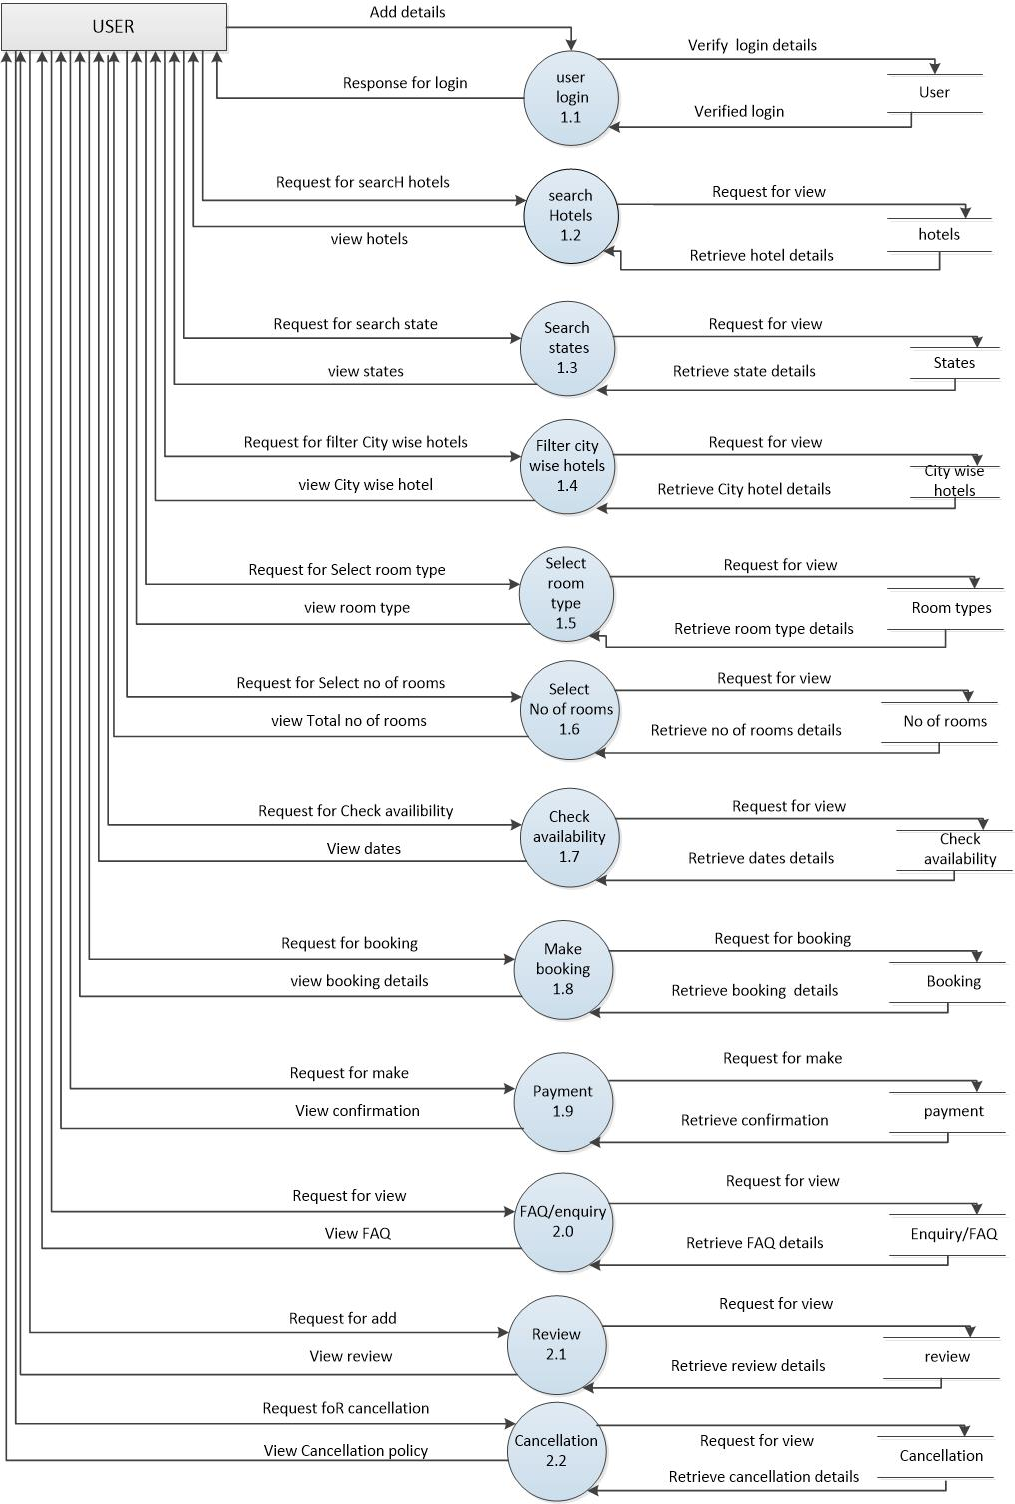 USER
Add details
Response for login
user
login
1.1
Verify  login details
User
Verified login
Request for searcH hotels
view hotels
search
Hotels
1.2
Request for view
hotels
Retrieve hotel details
Request for search state
view states
Search
states
1.3
Request for view
States
Retrieve state details
Request for filter City wise hotels
view City wise hotel
Filter city
wise hotels
1.4
Request for view
City wise
hotels
Retrieve City hotel details
Request for Select room type
view room type
Select
room
type
1.5
Request for view
Room types
Retrieve room type details
Request for Select no of rooms
view Total no of rooms
Select
No of rooms
1.6
Request for view
No of rooms
Retrieve no of rooms details
Request for Check availibility
View dates
Check
availability
1.7
Request for view
Check
availability
Retrieve dates details
Request for booking
view booking details
Make
booking
1.8
Request for booking
Booking
Retrieve booking  details
Request for make
View confirmation
Payment
1.9
Request for make
payment
Retrieve confirmation
Request for view
View FAQ
FAQ/enquiry
2.0
Request for view
Enquiry/FAQ
Retrieve FAQ details
Request for add
View review
Review
2.1
Request for view
review
Retrieve review details
Request foR cancellation
View Cancellation policy
Cancellation
2.2
Request for view
Cancellation
Retrieve cancellation details